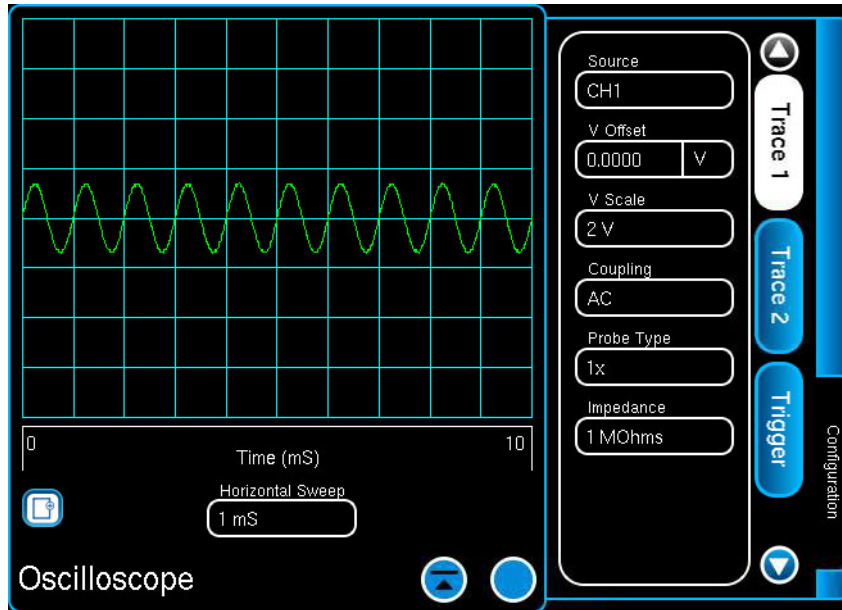 0
10
Time (mS)
Horizontal Sweep
1 mS
Oscilloscope
Source
CH1
V Offset
0.0000 V
V Scale
2 V
Coupling
AC
Probe Type
1x
Impedance
1 MOhms
Trace 1
Trace 2
Trigger
Configuration